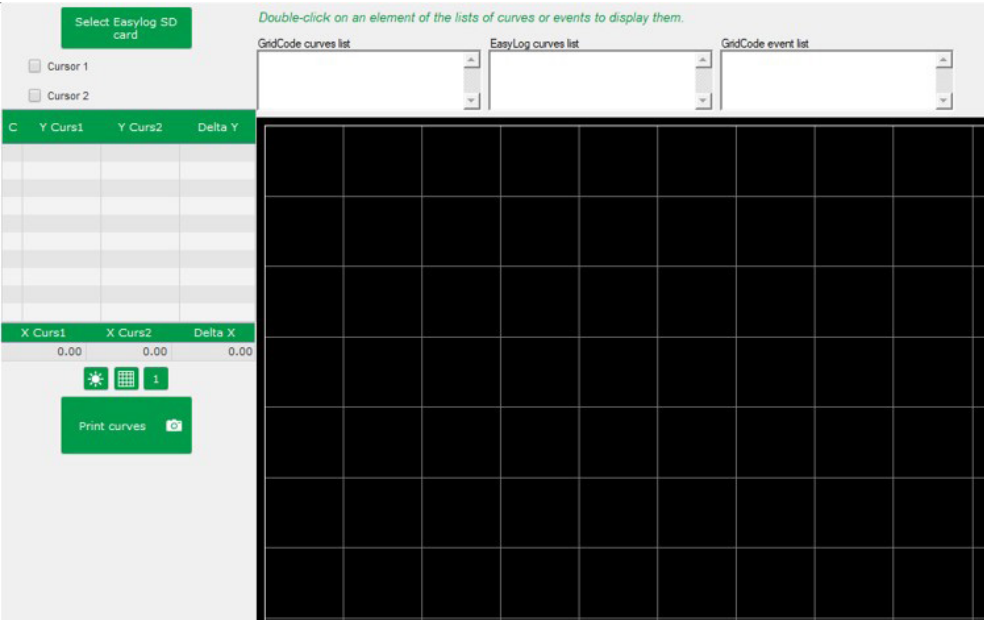 Select Easylog SD
card
Double-click on an element of the lists of curves or events to display them.
GridCode curves list
EasyLog curves list
GridCode event list
Cursor 1
Cursor 2
C Y Curs1 Y Curs2 Delta Y
X Curs1 X Curs2 Delta X
0.00 0.00 0.00
1
Print curves